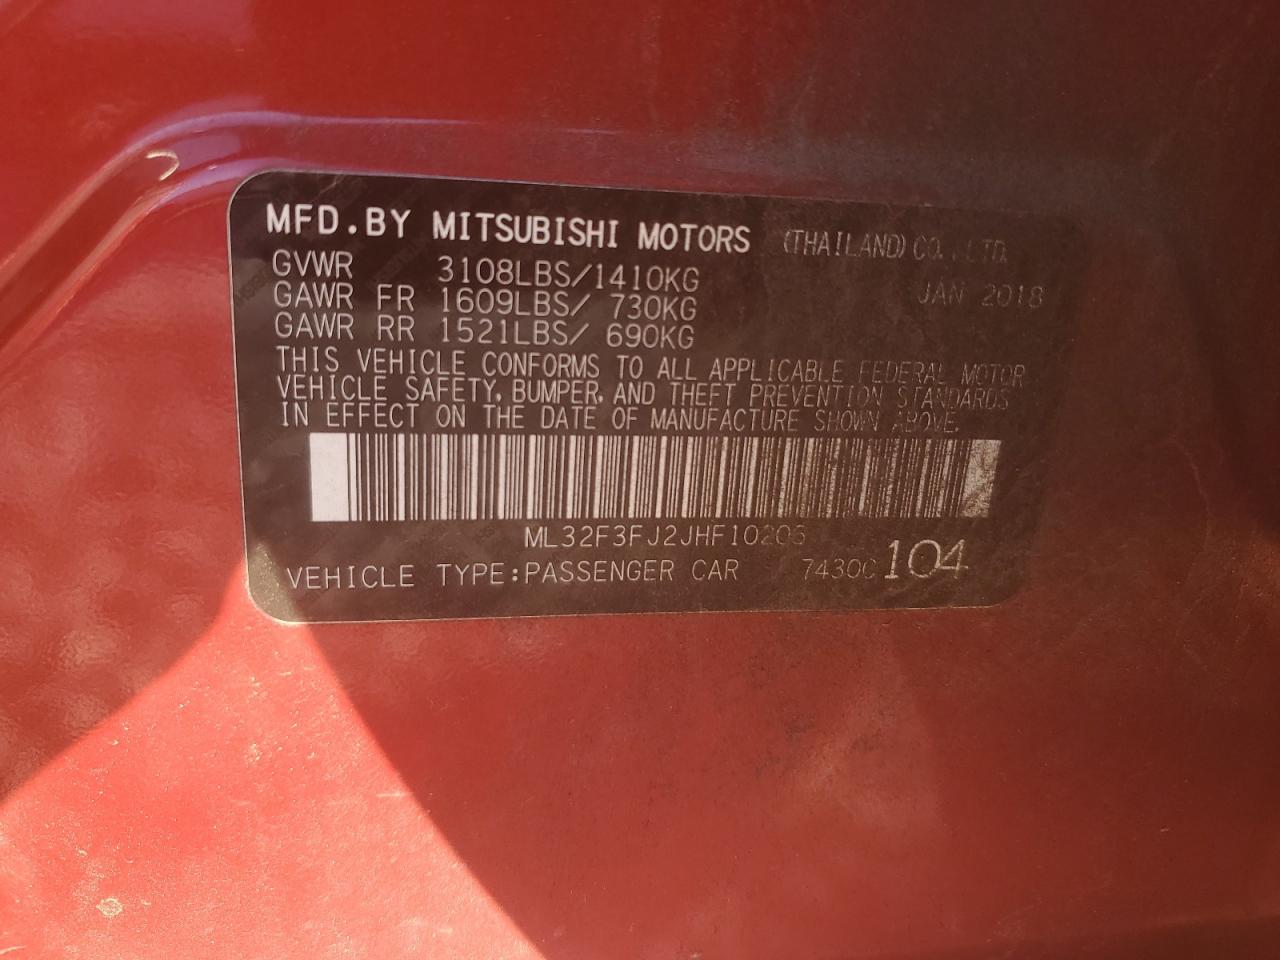 MFD.BY MITSUBISHI MOTORS (THAILAND) CO.,LTD.
GVWR 3108LBS/1410KG JAN 2018
GAWR FR 1609LBS/ 730KG
GAWR RR 1521LBS/ 690KG
THIS VEHICLE CONFORMS TO ALL APPLICABLE FEDERAL MOTOR
VEHICLE SAFETY, BUMPER, AND THEFT PREVENTION STANDARDS
IN EFFECT ON THE DATE OF MANUFACTURE SHOWN ABOVE.
ML32F3FJ2JHF10203
VEHICLE TYPE:PASSENGER CAR 7430C 104